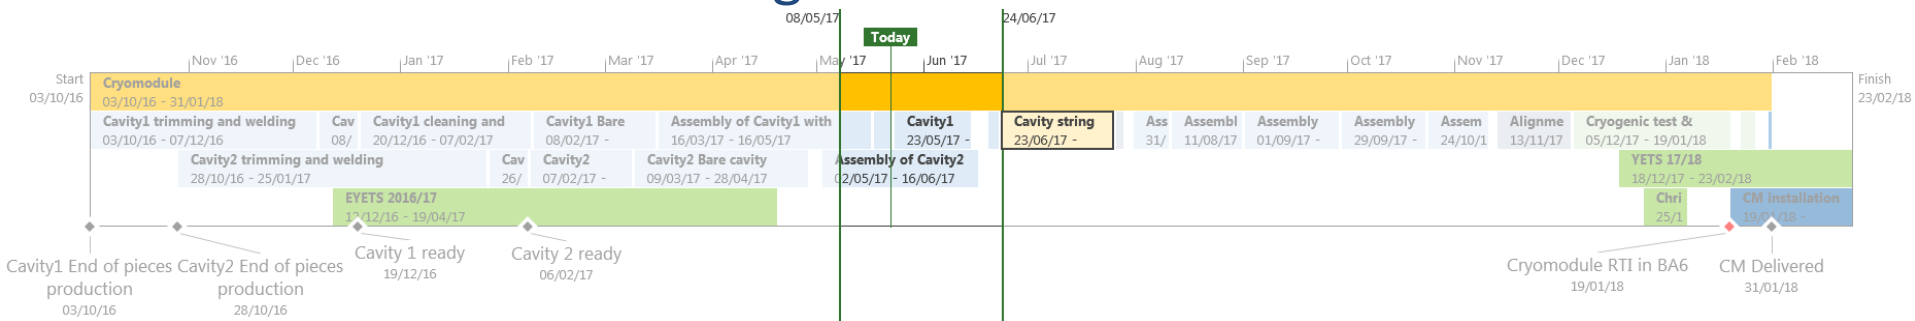 08/05/17 24/06/17
Today
Nov '16 Dec '16 Jan '17 Feb '17 Mar '17 Apr '17 May '17 Jun '17 Jul '17 Aug '17 Sep '17 Oct '17 Nov '17 Dec '17 Jan '18 Feb '18
Start
03/10/16
Finish
23/02/18
Cryomodule
03/10/16 - 31/01/18
Cavity1 trimming and welding
03/10/16 - 07/12/16
Cav
08/
Cavity1 cleaning and
20/12/16 - 07/02/17
Cavity1 Bare
08/02/17 -
Assembly of Cavity1 with
16/03/17 - 16/05/17
Cavity1
23/05/17 -
Cavity string
23/06/17 -
Ass
31/
Assembl
11/08/17
Assembly
01/09/17 -
Assembly
29/09/17 -
Assem
24/10/1
Alignme
13/11/17
Cryogenic test &
05/12/17 - 19/01/18
Cavity2 trimming and welding
28/10/16 - 25/01/17
Cav
26/
Cavity2
07/02/17 -
Cavity2 Bare cavity
09/03/17 - 28/04/17
Assembly of Cavity2
02/05/17 - 16/06/17
YETS 17/18
18/12/17 - 23/02/18
EYETS 2016/17
12/12/16 - 19/04/17
Chri
25/1
CM Installation
19/01/18 -
Cavity1 End of pieces
production
03/10/16
Cavity2 End of pieces
production
28/10/16
Cavity 1 ready
19/12/16
Cavity 2 ready
06/02/17
Cryomodule RTI in BA6
19/01/18
CM Delivered
31/01/18